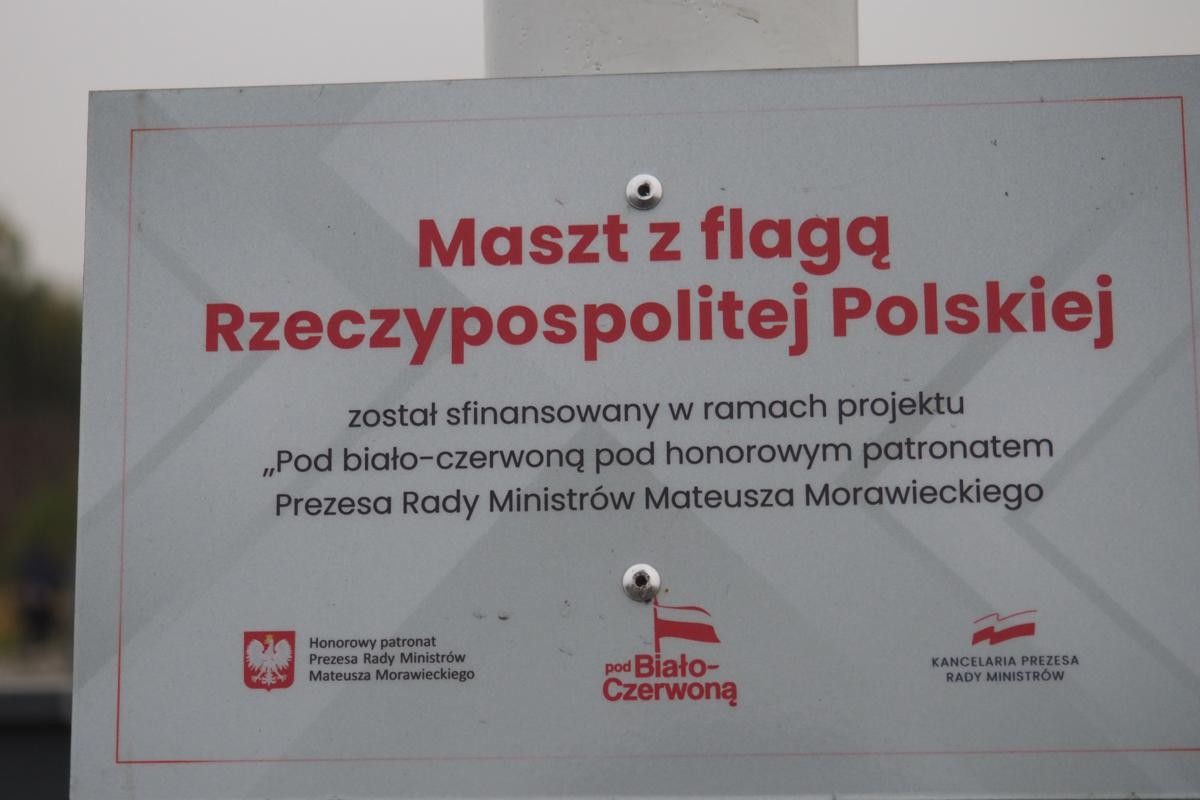 Maszt z flagą
Rzeczypospolitej Polskiej
został sfinansowany w ramach projektu
„Pod biało-czerwoną pod honorowym patronatem
Prezesa Rady Ministrów Mateusza Morawieckiego
Honorowy patronat
Prezesa Rady Ministrów
Mateusza Morawieckiego
pod Biało-
Czerwoną
KANCELARIA PREZESA
RADY MINISTRÓW